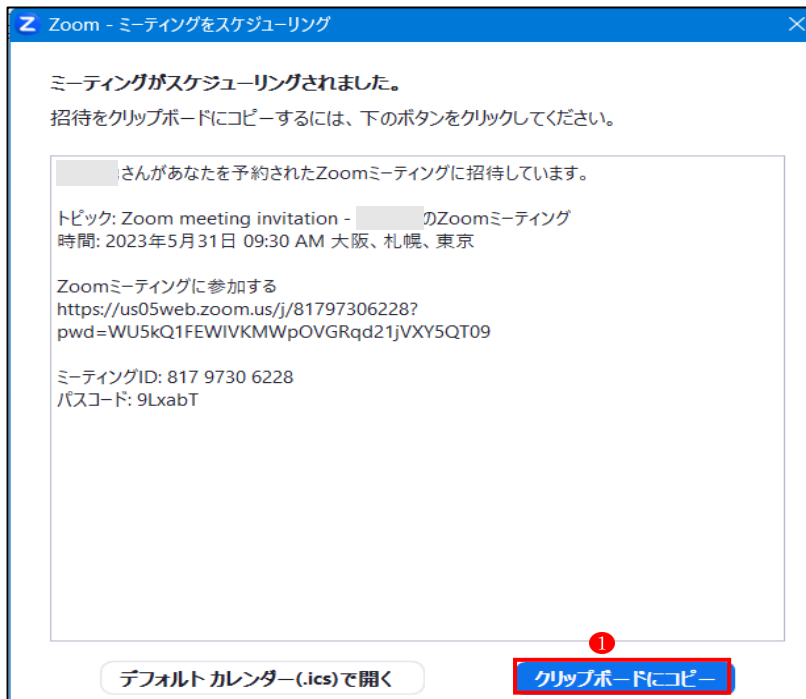 Z Zoom - ミーティングをスケジューリング
ミーティングがスケジューリングされました。
招待をクリップボードにコピーするには、下のボタンをクリックしてください。
さんがあなたを予約されたZoomミーティングに招待しています。
トピック: Zoom meeting invitation - のZoomミーティング
時間: 2023年5月31日 09:30 AM 大阪、札幌、東京
Zoomミーティングに参加する
https://us05web.zoom.us/j/81797306228?
pwd=WU5kQ1FEWlVKMWpOVGRqd21jVXY5QT09
ミーティングID: 817 9730 6228
パスコード: 9LxabT
1
デフォルト カレンダー(.ics)で開く
クリップボードにコピー